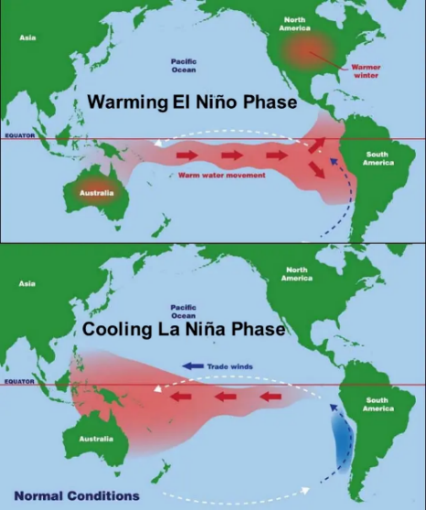 North
America
Asia
Pacific
Ocean
Warmer
winter
Warming El Niño Phase
EQUATOR
South
America
Warm water movement
Australia
North
America
Asia
Pacific
Ocean
Cooling La Niña Phase
Trade winds
EQUATOR
South
America
Australia
Normal Conditions